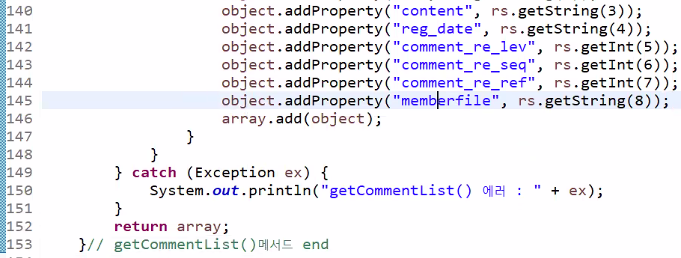 140 object.addProperty("content", rs.getString(3));
141 object.addProperty("reg_date", rs.getString(4));
142 object.addProperty("comment_re_lev", rs.getInt(5));
143 object.addProperty("comment_re_seq", rs.getInt(6));
144 object.addProperty("comment_re_ref", rs.getInt(7));
145 object.addProperty("memberfile", rs.getString(8));
146 array.add(object);
147 }
148 }
149 } catch (Exception ex) {
150 System.out.println("getCommentList() 에러 : " + ex);
151 }
152 return array;
153 }// getCommentList()메서드 end